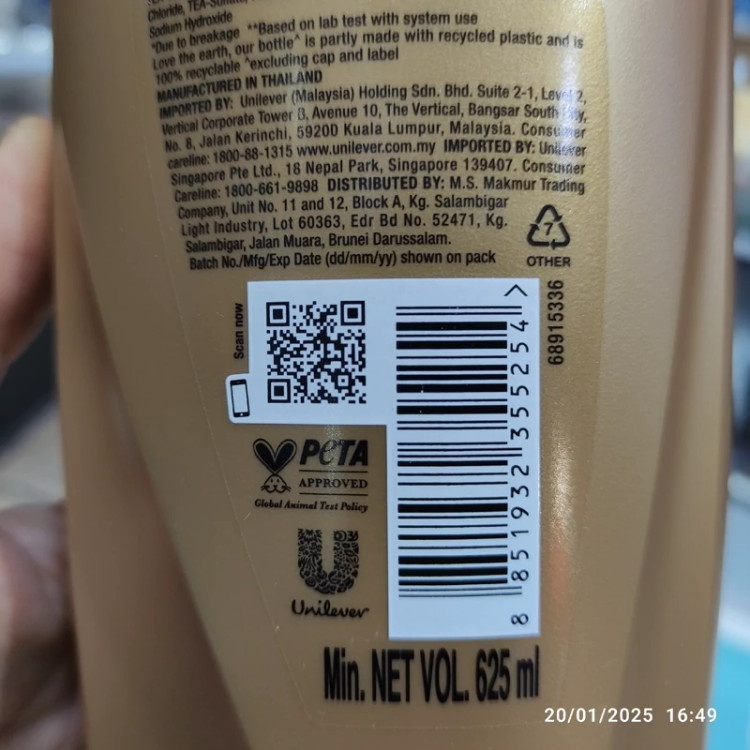 Chloride, TEA-
Sodium Hydroxide
*Due to breakage **Based on lab test with system use
Love the earth, our bottle^ is partly made with recycled plastic and is
100% recyclable ^excluding cap and label
MANUFACTURED IN THAILAND
IMPORTED BY: Unilever (Malaysia) Holding Sdn. Bhd. Suite 2-1, Level 2,
Vertical Corporate Tower B, Avenue 10, The Vertical, Bangsar South City,
No. 8, Jalan Kerinchi, 59200 Kuala Lumpur, Malaysia. Consumer
careline: 1800-88-1315 www.unilever.com.my IMPORTED BY: Unilever
Singapore Pte Ltd., 18 Nepal Park, Singapore 139407. Consumer
Careline: 1800-661-9898 DISTRIBUTED BY: M.S. Makmur Trading
Company, Unit No. 11 and 12, Block A, Kg. Salambigar
Light Industry, Lot 60363, Edr Bd No. 52471, Kg.
Salambigar, Jalan Muara, Brunei Darussalam.
Batch No./Mfg/Exp Date (dd/mm/yy) shown on pack
7
OTHER
Scan now
68915336
8 851932 355254 >
PETA
APPROVED
Global Animal Test Policy
Unilever
Min. NET VOL. 625 ml
20/01/2025 16:49